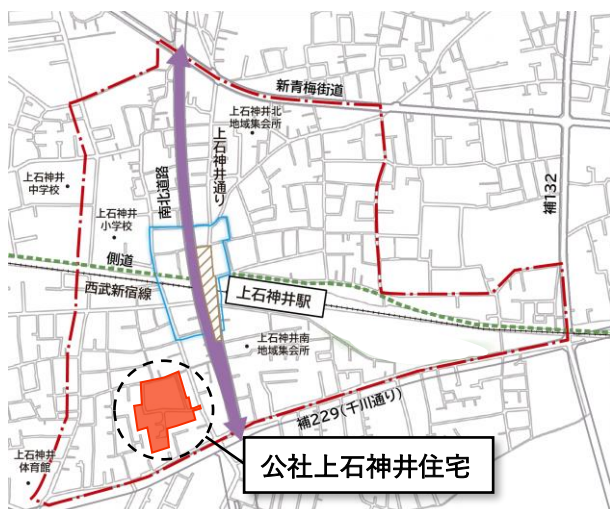 新青梅街道
上石神井北
地域集会所
上石神井通り
南北道路
上石神井
中学校
上石神井
小学校
補132
側道
西武新宿線
上石神井駅
上石神井南
地域集会所
補229(千川通り)
上石神井
体育館
公社上石神井住宅